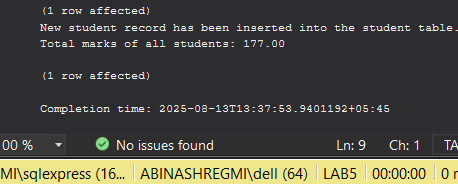 (1 row affected)
New student record has been inserted into the student table.
Total marks of all students: 177.00
(1 row affected)
Completion time: 2025-08-13T13:37:53.9401192+05:45
00 % No issues found Ln: 9 Ch: 1 TA
MI\sqlexpress (16... ABINASHREGMI\dell (64) LAB5 00:00:00 0